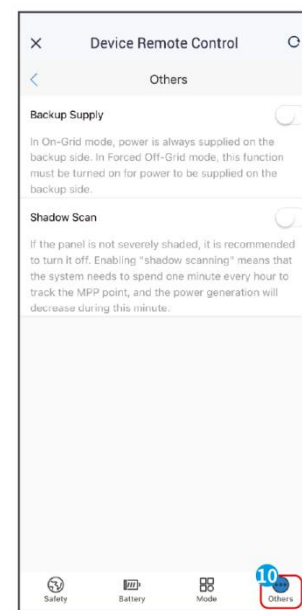 Device Remote Control
Others
Backup Supply
In On-Grid mode, power is always supplied on the
backup side. In Forced Off-Grid mode, this function
must be turned on for power to be supplied on the
backup side.
Shadow Scan
If the panel is not severely shaded, it is recommended
to turn it off. Enabling "shadow scanning" means that
the system needs to spend one minute every hour to
track the MPP point, and the power generation will
decrease during this minute.
10
Safety
Battery
Mode
Others